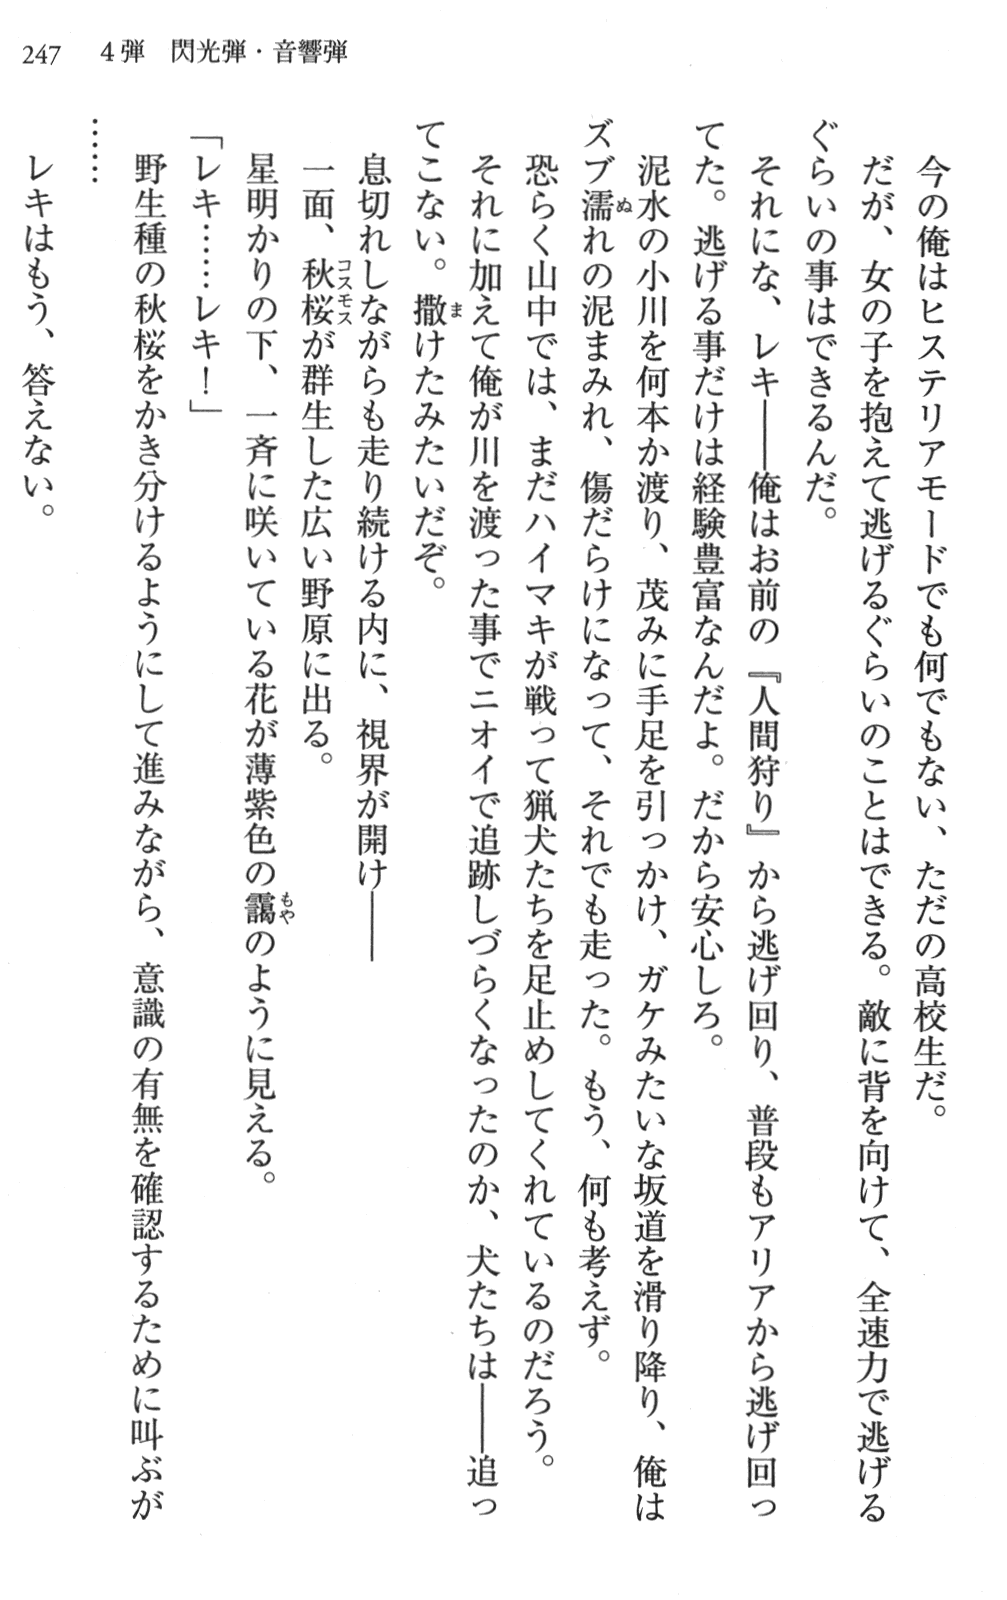 247　4弾　閃光弾・音響弾
今の俺はヒステリアモードでも何でもない、ただの高校生だ。
だが、女の子を抱えて逃げるぐらいのことはできる。敵に背を向けて、全速力で逃げる
ぐらいの事はできるんだ。
それにな、レキ――俺はお前の『人間狩り』から逃げ回り、普段もアリアから逃げ回っ
てた。逃げる事だけは経験豊富なんだよ。だから安心しろ。
泥水の小川を何本か渡り、茂みに手足を引っかけ、ガケみたいな坂道を滑り降り、俺は
ズブ濡ぬれの泥まみれ、傷だらけになって、それでも走った。もう、何も考えず。
恐らく山中では、まだハイマキが戦って猟犬たちを足止めしてくれているのだろう。
それに加えて俺が川を渡った事でニオイで追跡しづらくなったのか、犬たちは――追っ
てこない。撒まけたみたいだぞ。
息切れしながらも走り続ける内に、視界が開け――
一面、秋桜コスモスが群生した広い野原に出る。
星明かりの下、一斉に咲いている花が薄紫色の靄もやのように見える。
「レキ……レキ！」
野生種の秋桜をかき分けるようにして進みながら、意識の有無を確認するために叫ぶが
……
レキはもう、答えない。